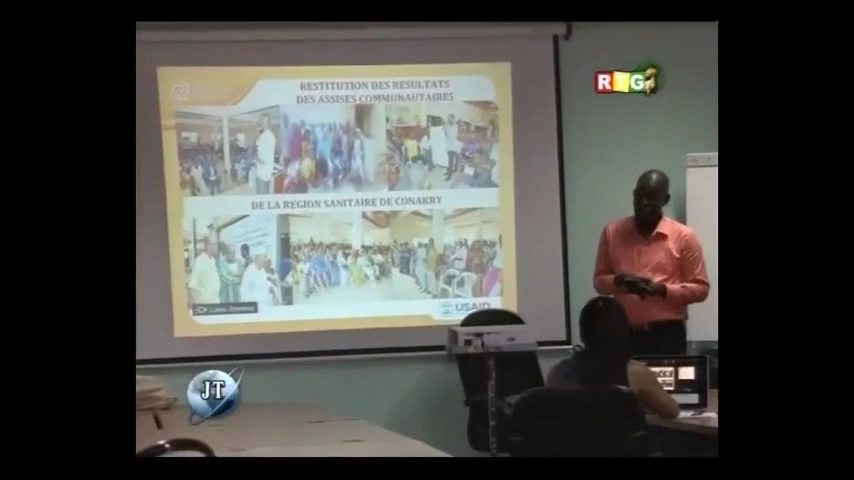 RESTITUTION DES RESULTATS
DES ASSISES COMMUNAUTAIRES
RTG
DE LA REGION SANITAIRE DE CONAKRY
USAID
JT